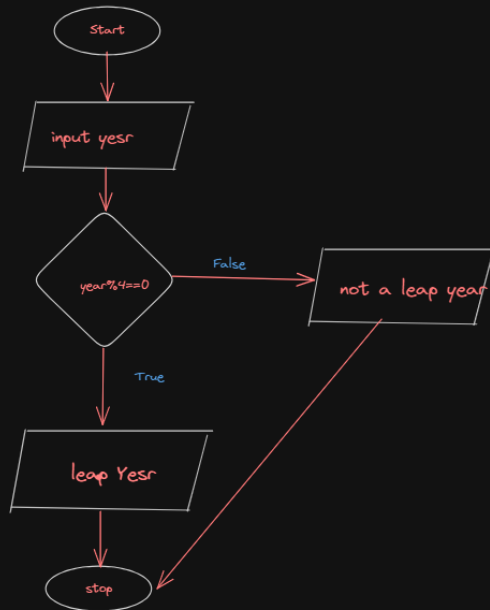 Start
input yesr
year%4==0
False
not a leap year
True
leap Yesr
stop